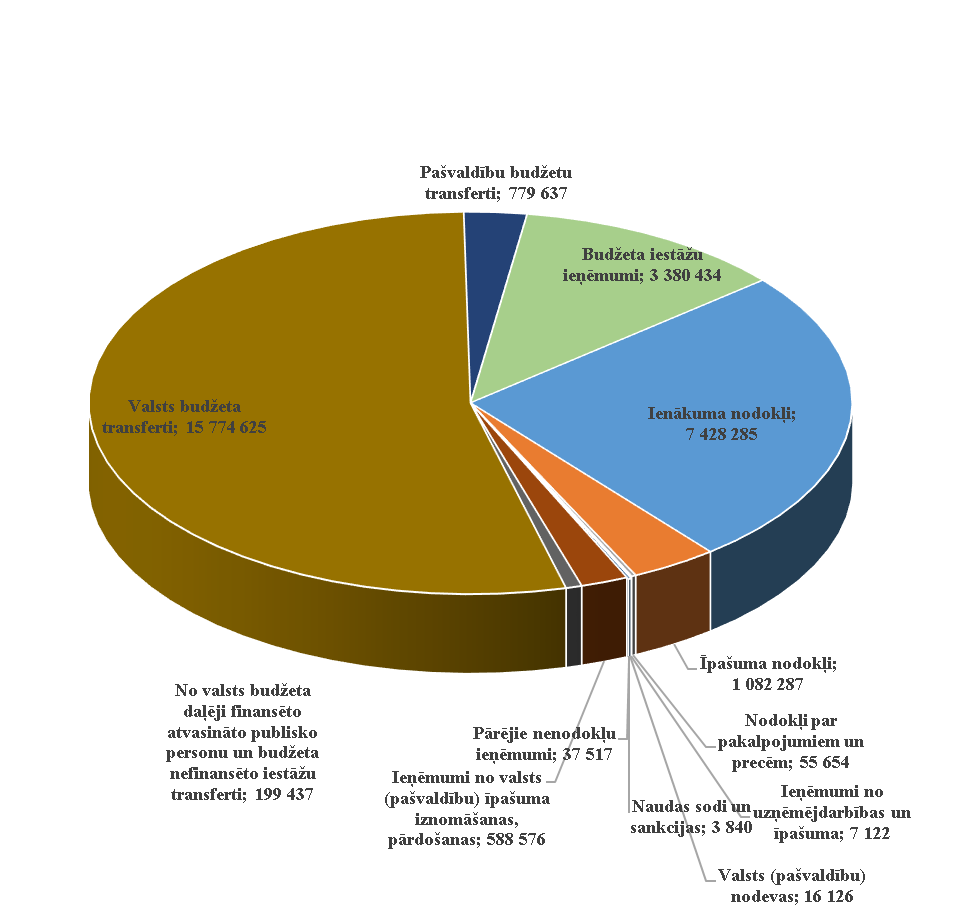 Pašvaldību budžetu
transferti; 779 637
Budžeta iestāžu
ieņēmumi; 3 380 434
Valsts budžeta
transferti; 15 774 625
Ienākuma nodokļi;
7 428 285
Īpašuma nodokļi;
1 082 287
No valsts budžeta
daļēji finansēto
atvasināto publisko
personu un budžeta
nefinansēto iestāžu
transferti; 199 437
Nodokļi par
pakalpojumiem un
precēm; 55 654
Pārējie nenodokļu
ieņēmumi; 37 517
Ieņēmumi no valsts
(pašvaldību) īpašuma
iznomāšanas,
pārdošanas; 588 576
Naudas sodi un
sankcijas; 3 840
Ieņēmumi no
uzņēmējdarbības un
īpašuma; 7 122
Valsts (pašvaldību)
nodevas; 16 126